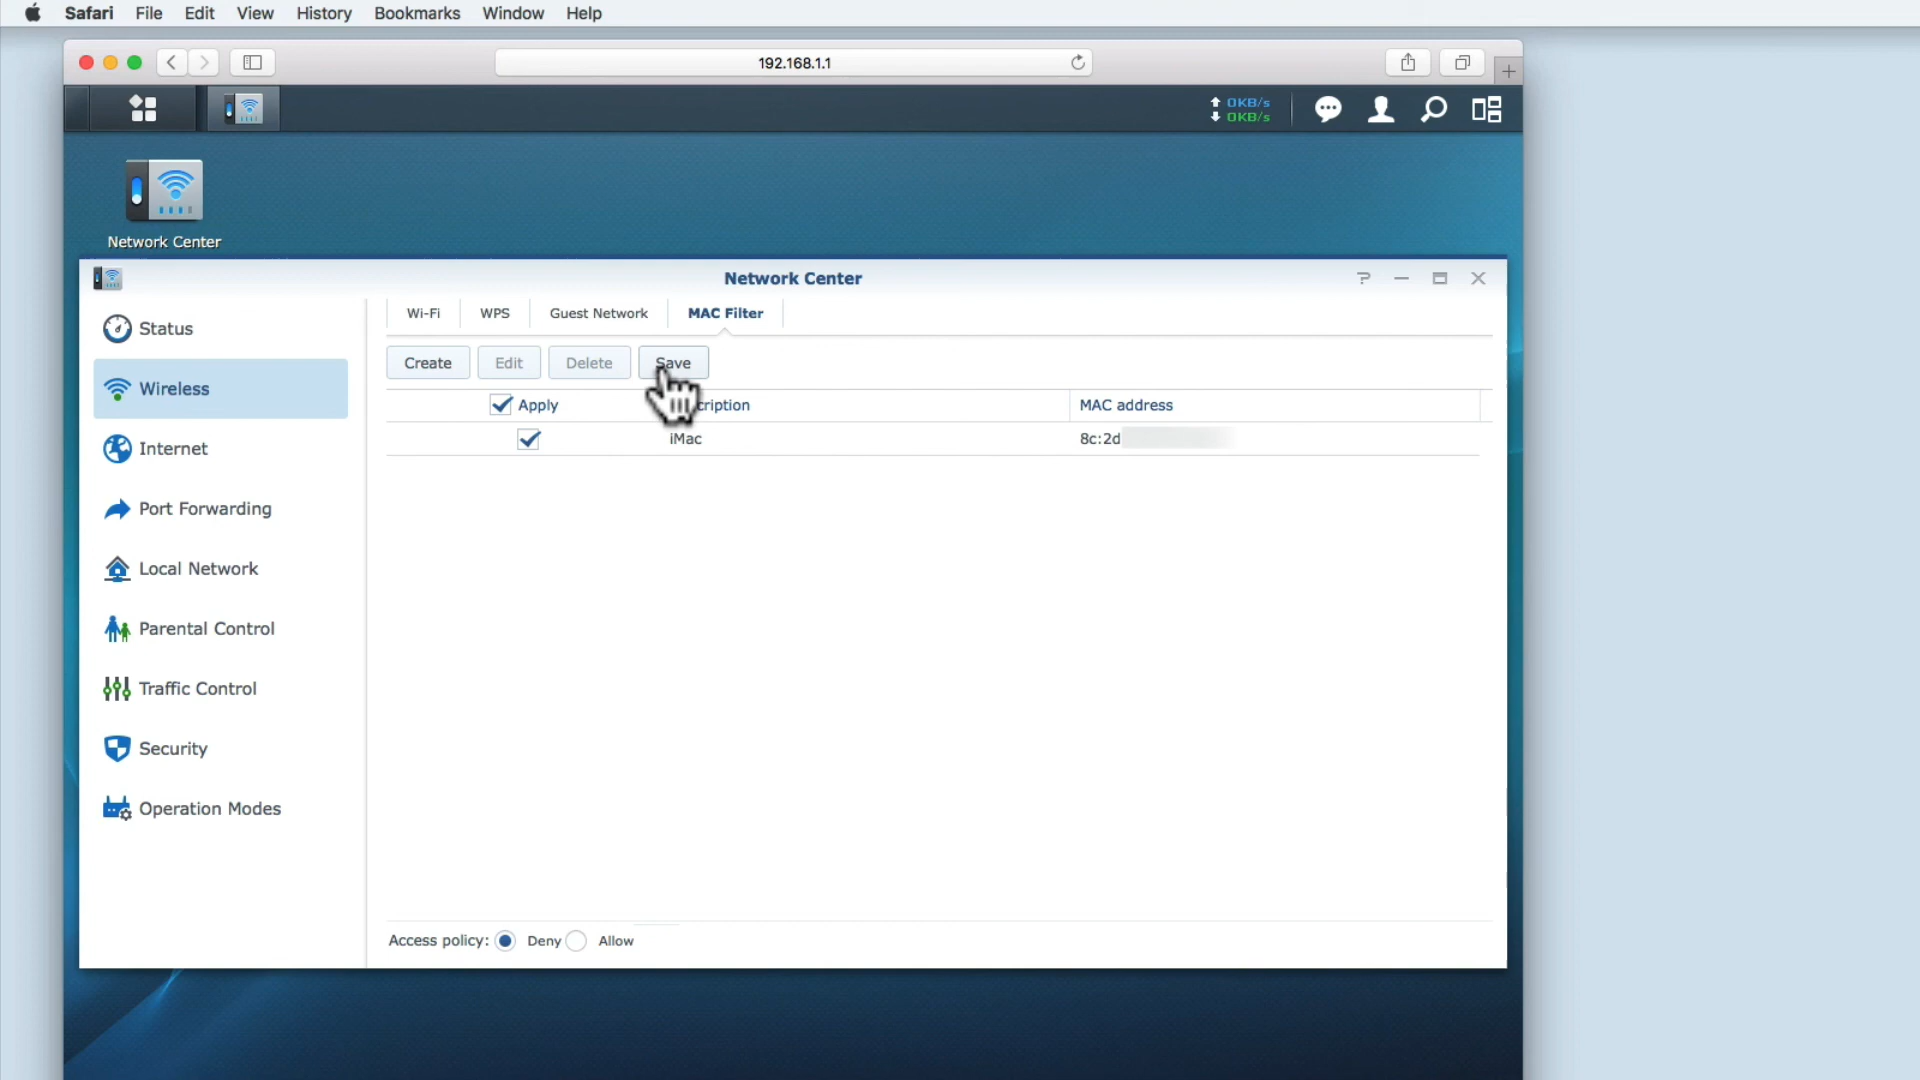 Safari File Edit View History Bookmarks Window Help
192.168.1.1
0KB/s
0KB/s
Network Center
Network Center
Status
Wireless
Internet
Port Forwarding
Local Network
Parental Control
Traffic Control
Security
Operation Modes
Wi-Fi WPS Guest Network MAC Filter
Create Edit Delete Save
Apply cription MAC address
iMac 8c:2d
Access policy: Deny Allow